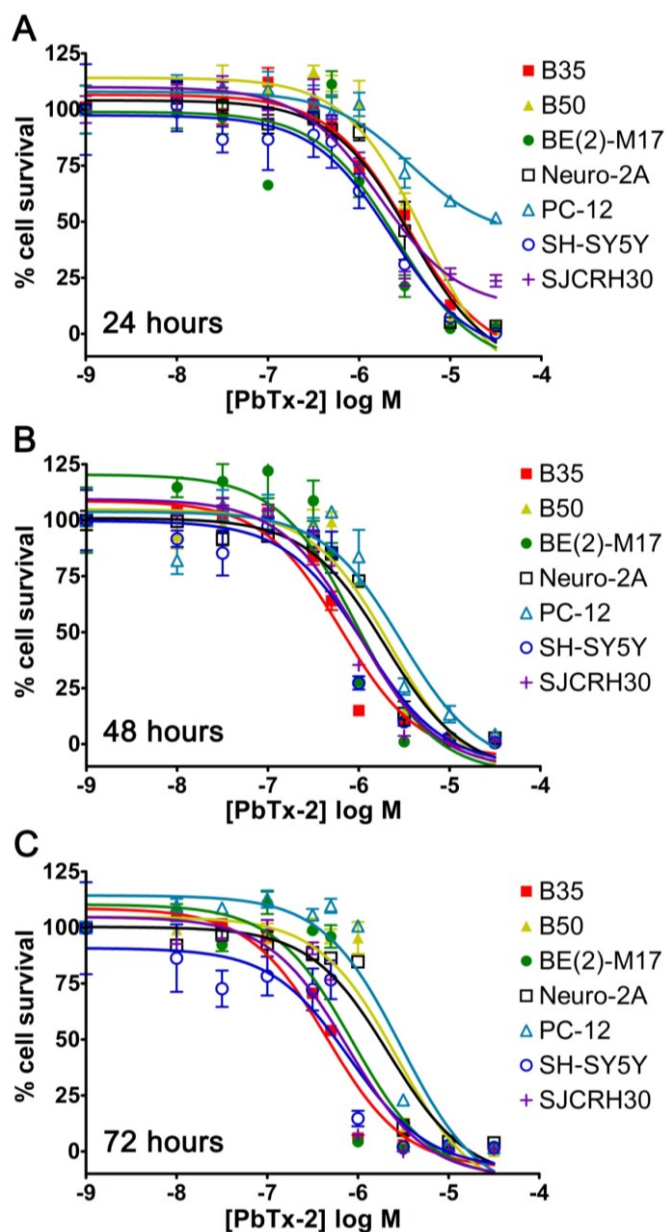 A
125
100
75
50
25
0
% cell survival
24 hours
-9 -8 -7 -6 -5 -4
[PbTx-2] log M
B35
B50
BE(2)-M17
Neuro-2A
PC-12
SH-SY5Y
SJCRH30
B
125
100
75
50
25
0
% cell survival
48 hours
-9 -8 -7 -6 -5 -4
[PbTx-2] log M
B35
B50
BE(2)-M17
Neuro-2A
PC-12
SH-SY5Y
SJCRH30
C
125
100
75
50
25
0
% cell survival
72 hours
-9 -8 -7 -6 -5 -4
[PbTx-2] log M
B35
B50
BE(2)-M17
Neuro-2A
PC-12
SH-SY5Y
SJCRH30